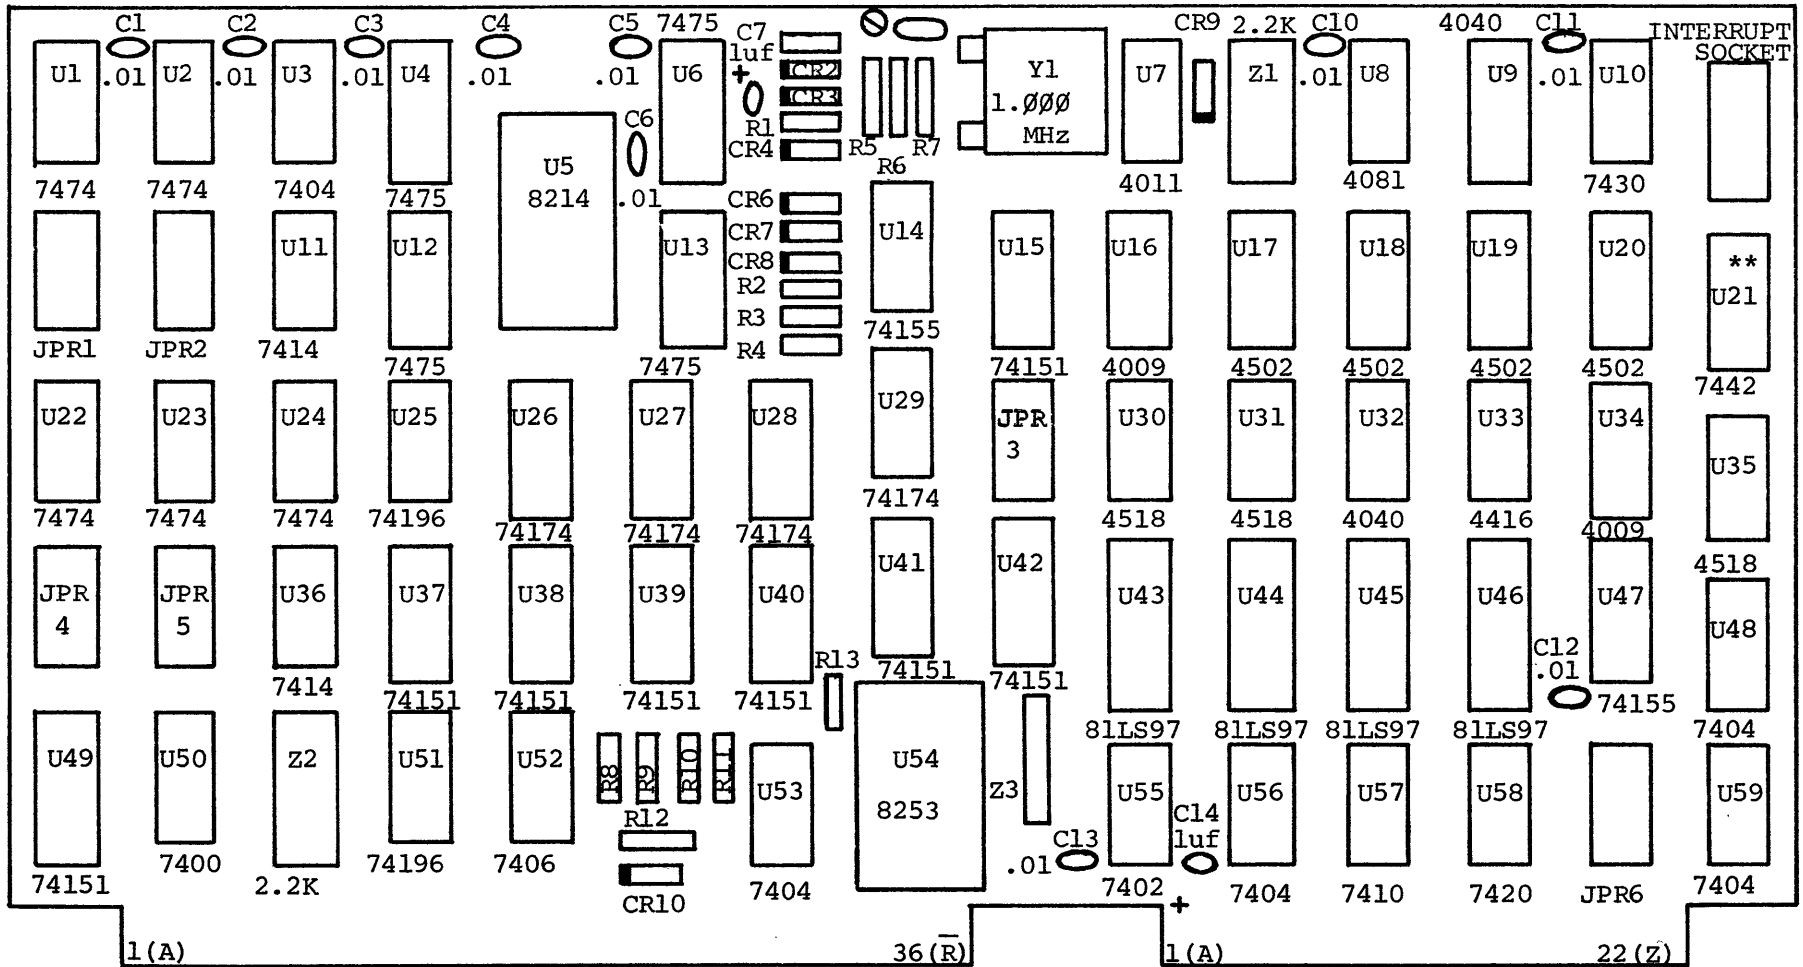 C1 C2 C3 C4 C5 7475 C7 CR9 2.2K C10 4040 C11
1uf
INTERRUPT
SOCKET
U1 .01 U2 .01 U3 .01 U4 .01 .01 U6 + CR2 Y1 U7 Z1 .01 U8 U9 .01 U10
CR3 1.000
C6 R1 MHz
U5 CR4 R5 R6 R7
8214
7474 7474 7404 7475 .01 4011 4081 7430
CR6
U11 U12 U13 CR7 U14 U15 U16 U17 U18 U19 U20 **
U21
CR8
R2
R3 74155
JPR1 JPR2 7414 7475 7475 R4 74151 4009 4502 4502 4502 4502 7442
U22 U23 U24 U25 U26 U27 U28 U29 JPR
3 U30 U31 U32 U33 U34 U35
7474 7474 7474 74196 74174 74174 74174 74174 4518 4518 4040 4416 4009 4518
JPR
4
JPR
5
U36 U37 U38 U39 U40 U41 U42 U43 U44 U45 U46 U47 U48
C12
.01
7414 74151 74151 74151 74151 R13 74151 74151 81LS97 81LS97 81LS97 81LS97 74155 7404
U49 U50 Z2 U51 U52 R8 R9 R10 R11 U53 U54
8253
Z3 U55 U56 U57 U58 U59
R12 C14
1uf
C13
.01
74151 7400 2.2K 74196 7406 CR10 7404 7402 + 7404 7410 7420 JPR6 7404
1(A) 36(R̅) 1(A) 22(Z)